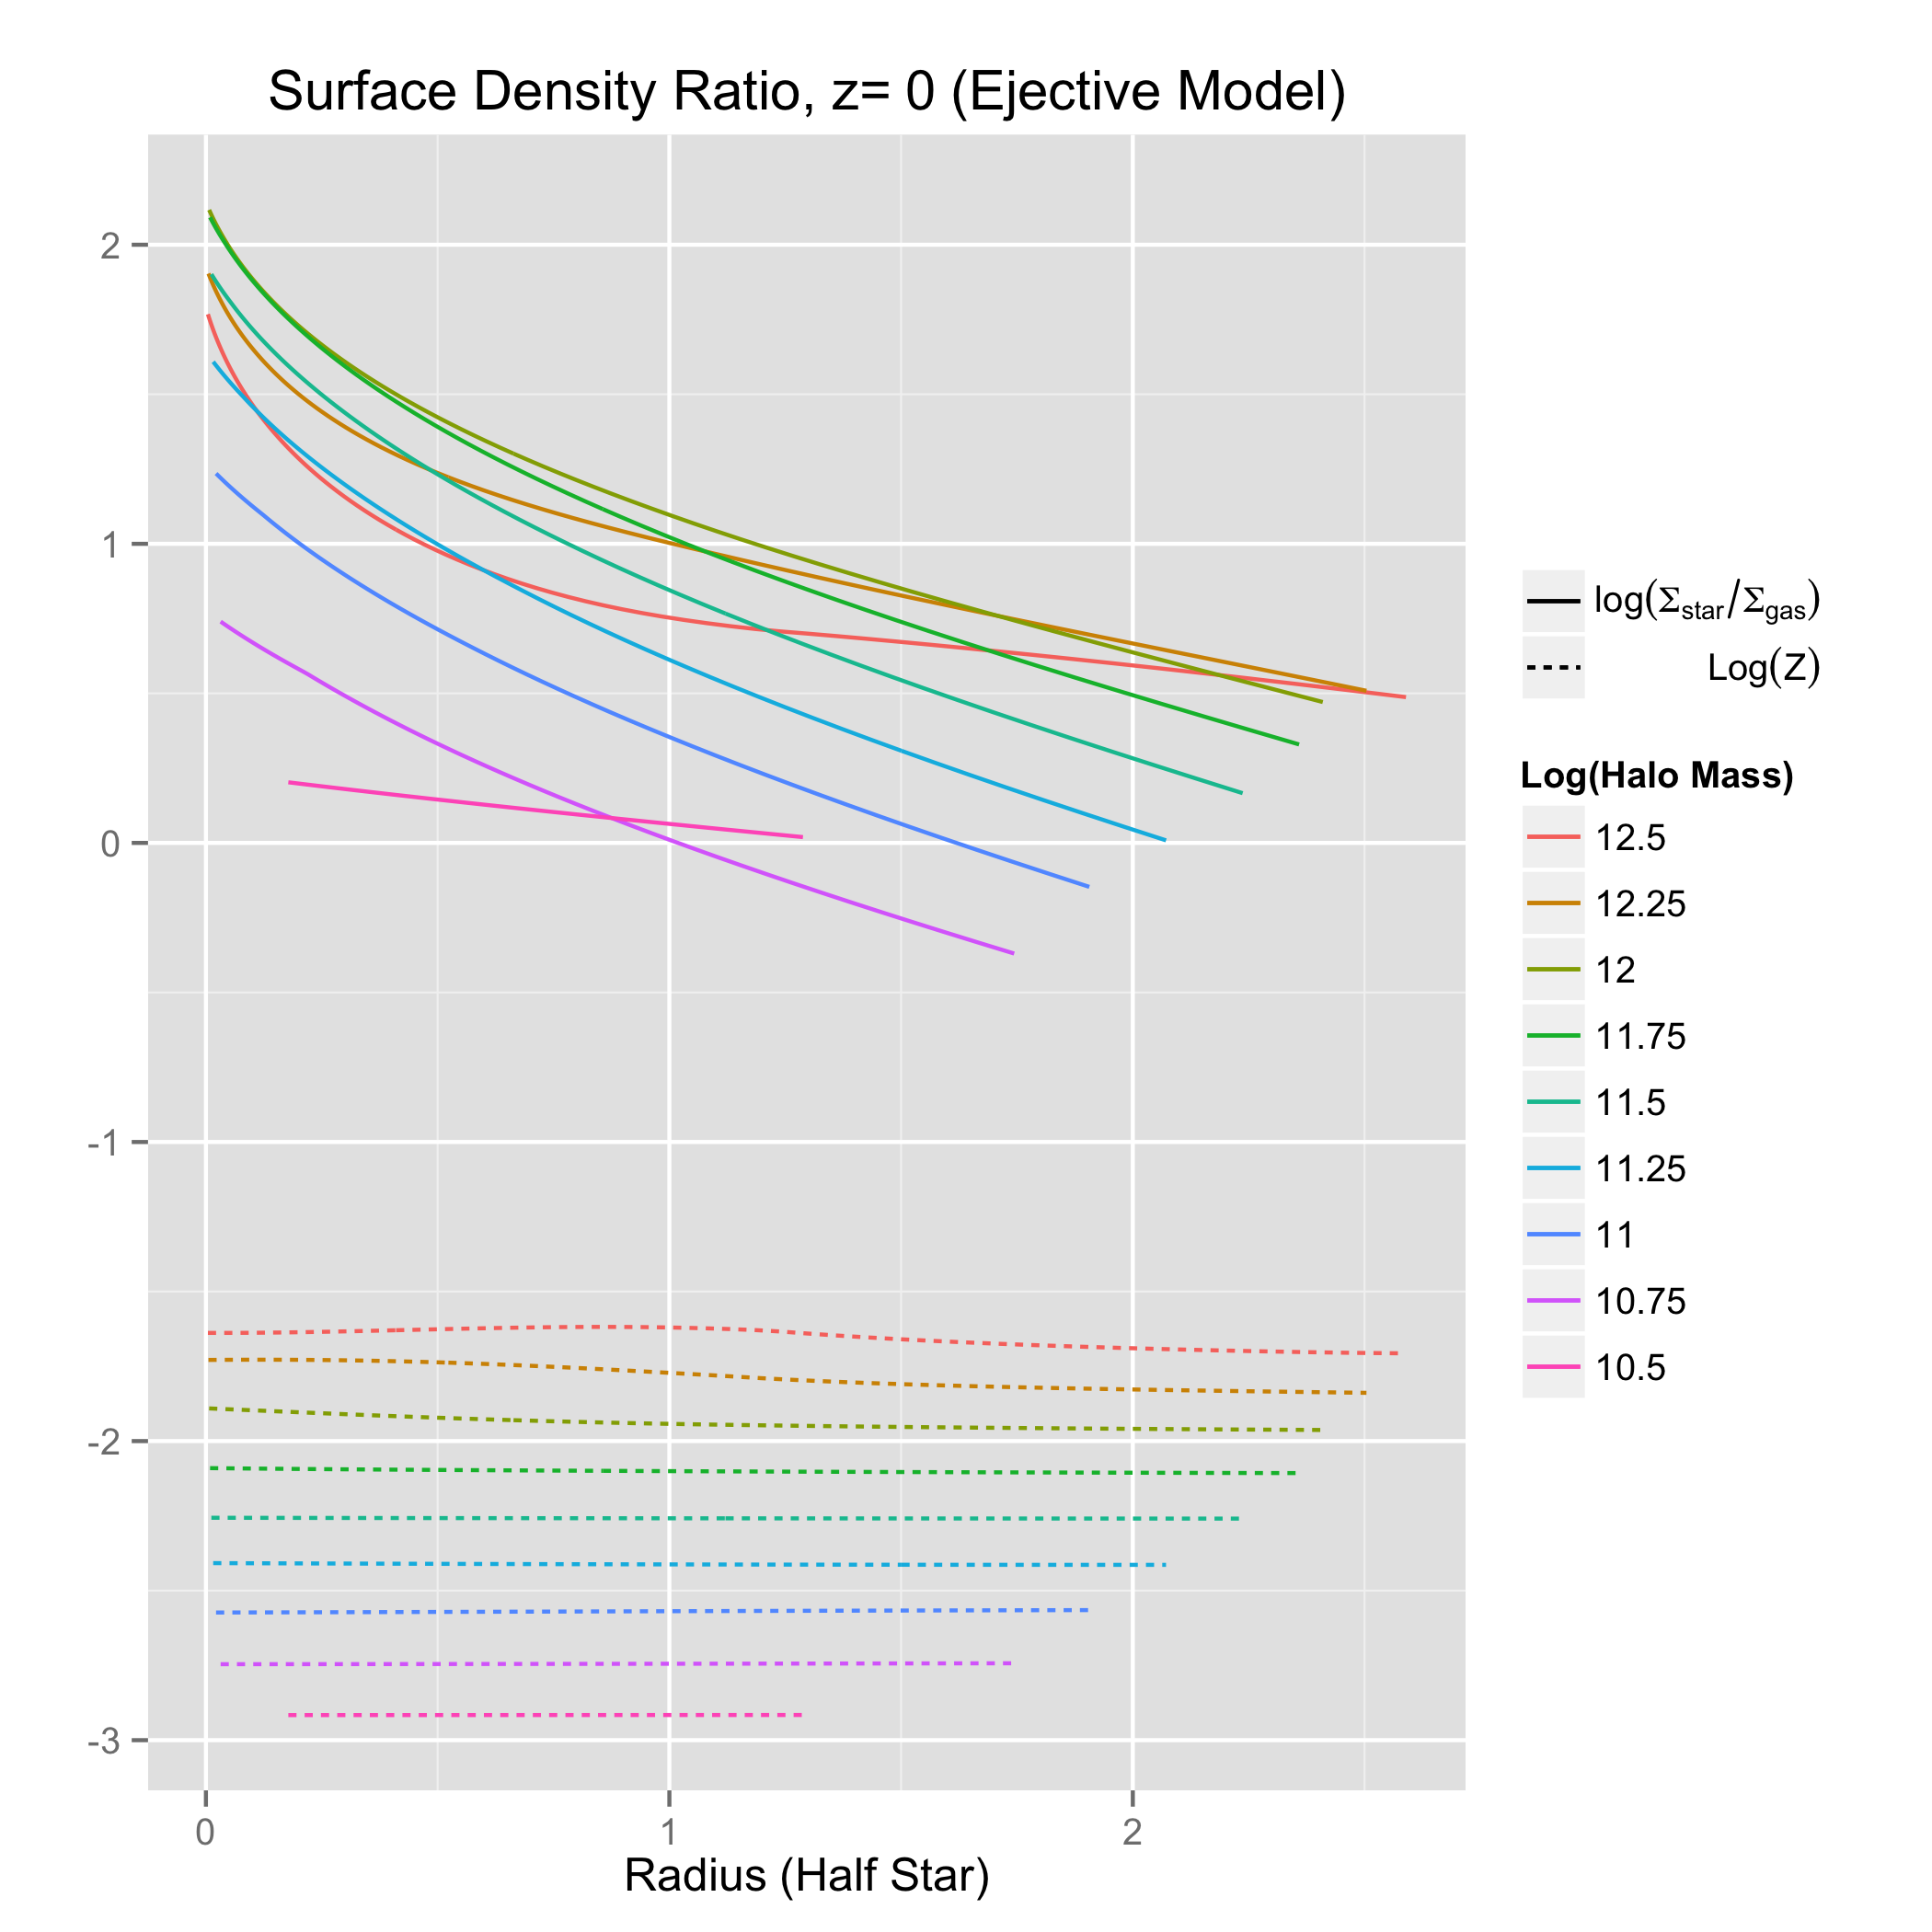 Surface Density Ratio, z= 0 (Ejective Model)
2
1
0
-1
-2
-3
0 1 2
Radius (Half Star)
log(Σstar/Σgas)
Log(Z)
Log(Halo Mass)
12.5
12.25
12
11.75
11.5
11.25
11
10.75
10.5